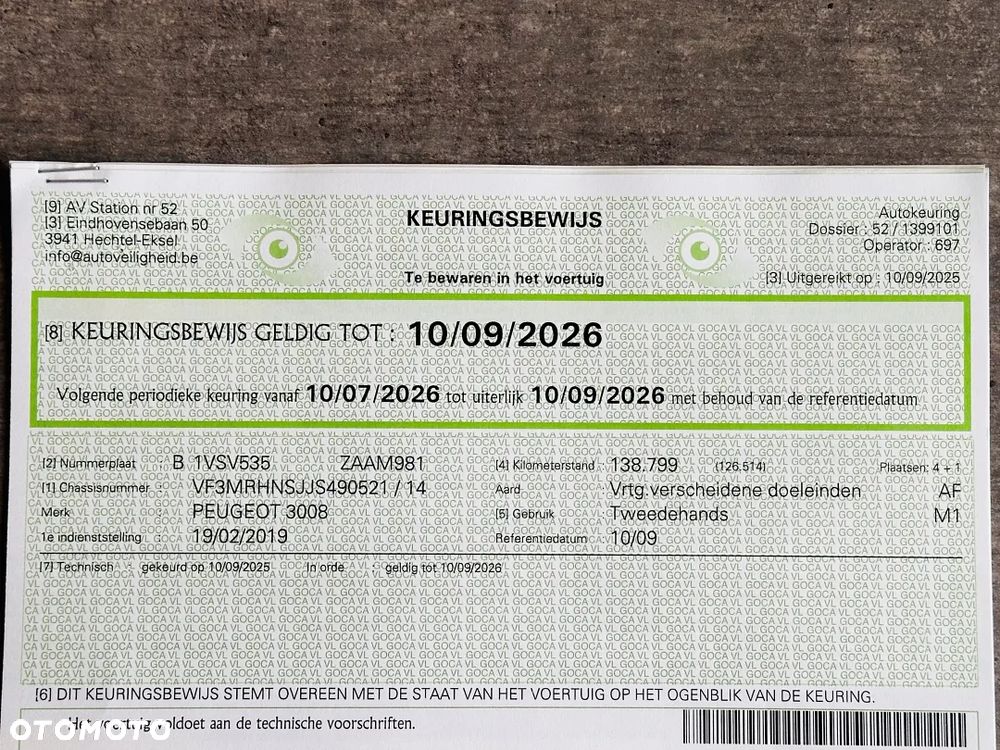 [9] AV Station nr 52
[3] Eindhovensebaan 50
3941 Hechtel-Eksel
info@autoveiligheid.be
KEURINGSBEWIJS
Te bewaren in het voertuig
Autokeuring
Dossier : 52 / 1399101
Operator : 697
[3] Uitgereikt op : 10/09/2025
[8] KEURINGSBEWIJS GELDIG TOT : 10/09/2026
Volgende periodieke keuring vanaf 10/07/2026 tot uiterlijk 10/09/2026 met behoud van de referentiedatum
[2] Nummerplaat : B 1VSV535 ZAAM981 [4] Kilometerstand : 138.799 (126.514) Plaatsen: 4 + 1
[1] Chassisnummer : VF3MRHNSJJS490521 / 14 Aard : Vrtg.verscheidene doeleinden AF
Merk : PEUGEOT 3008 [5] Gebruik : Tweedehands M1
1e indienststelling : 19/02/2019 Referentiedatum : 10/09
[7] Technisch : gekeurd op 10/09/2025 In orde : geldig tot 10/09/2026
[6] DIT KEURINGSBEWIJS STEMT OVEREEN MET DE STAAT VAN HET VOERTUIG OP HET OGENBLIK VAN DE KEURING.
Het voertuig voldoet aan de technische voorschriften.
OTOMOTO